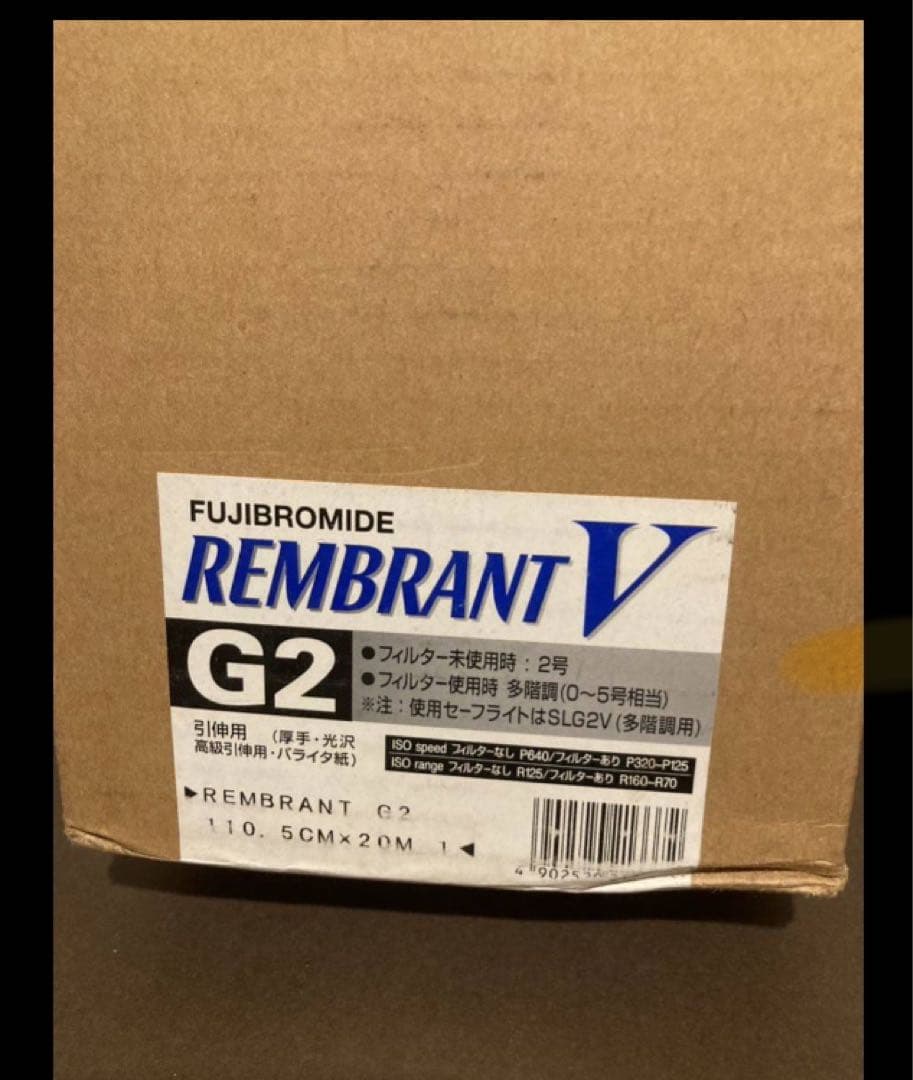 FUJIBROMIDE
REMBRANT V
G2
●フィルター未使用時：2号
●フィルター使用時 多階調(0～5号相当)
※注：使用セーフライトはSLG2V(多階調用)
引伸用 (厚手・光沢
高級引伸用・バライタ紙)
ISO speed フィルターなし P640/フィルターあり P320–P125
ISO range フィルターなし R125/フィルターあり R160–R70
▶REMBRANT G2
110.5CM×20M 1◀
4 90253